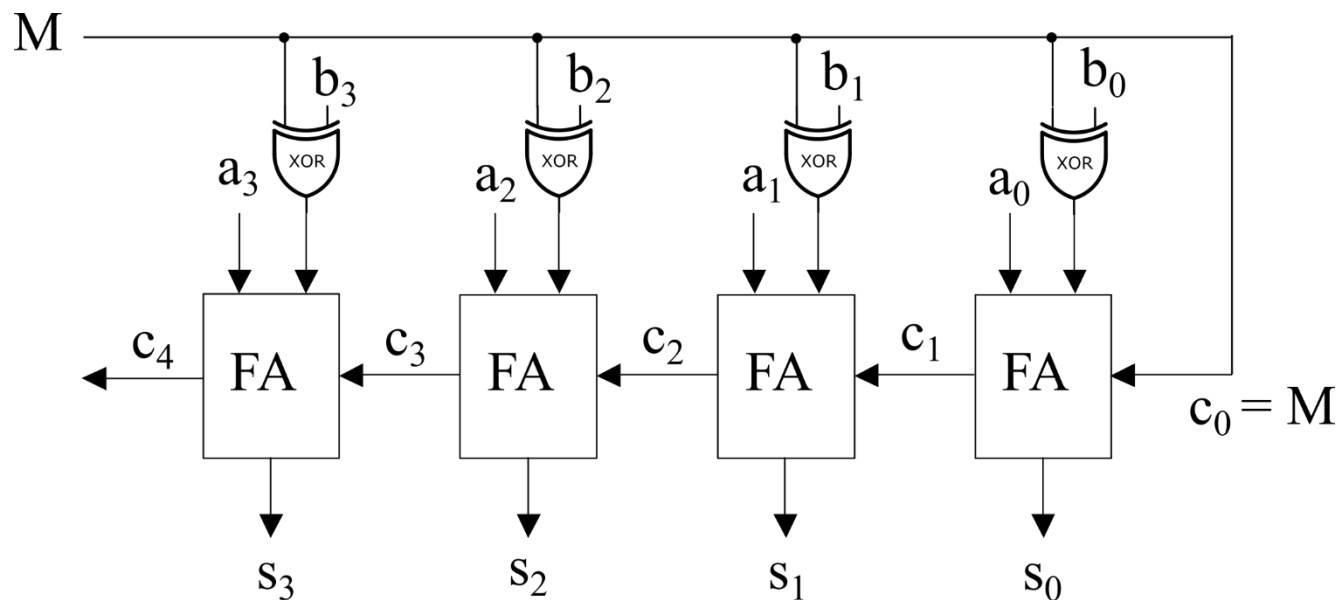 M
b₃ b₂ b₁ b₀
XOR XOR XOR XOR
a₃ a₂ a₁ a₀
c₄ FA c₃ FA c₂ FA c₁ FA
c₀ = M
s₃ s₂ s₁ s₀